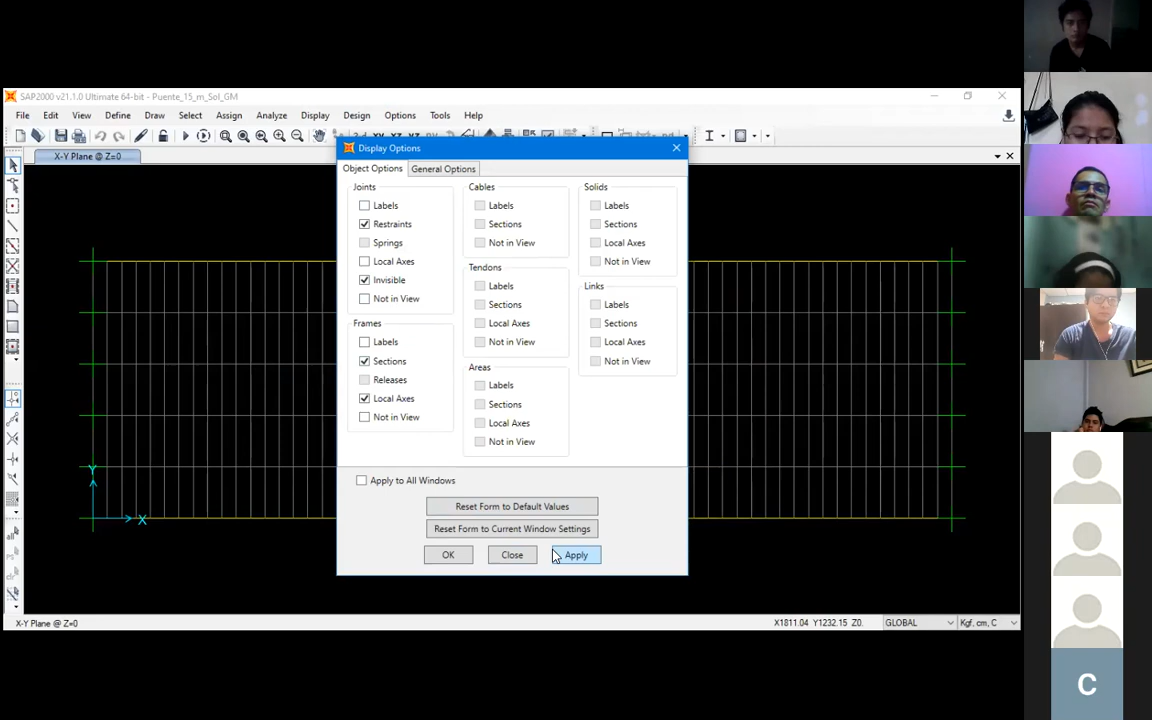 SAP2000 v21.1.0 Ultimate 64-bit - Puente_15_m_Sol_GM
File Edit View Define Draw Select Assign Analyze Display Design Options Tools Help
X-Y Plane @ Z=0
Display Options
Object Options General Options
Joints
Labels
Restraints
Springs
Local Axes
Invisible
Not in View
Frames
Labels
Sections
Releases
Local Axes
Not in View
Cables
Labels
Sections
Not in View
Tendons
Labels
Sections
Local Axes
Not in View
Areas
Labels
Sections
Local Axes
Not in View
Solids
Labels
Sections
Local Axes
Not in View
Links
Labels
Sections
Local Axes
Not in View
Apply to All Windows
Reset Form to Default Values
Reset Form to Current Window Settings
OK Close Apply
Y
X
X-Y Plane @ Z=0
X1811.04 Y1232.15 Z0.
GLOBAL
Kgf, cm, C
C